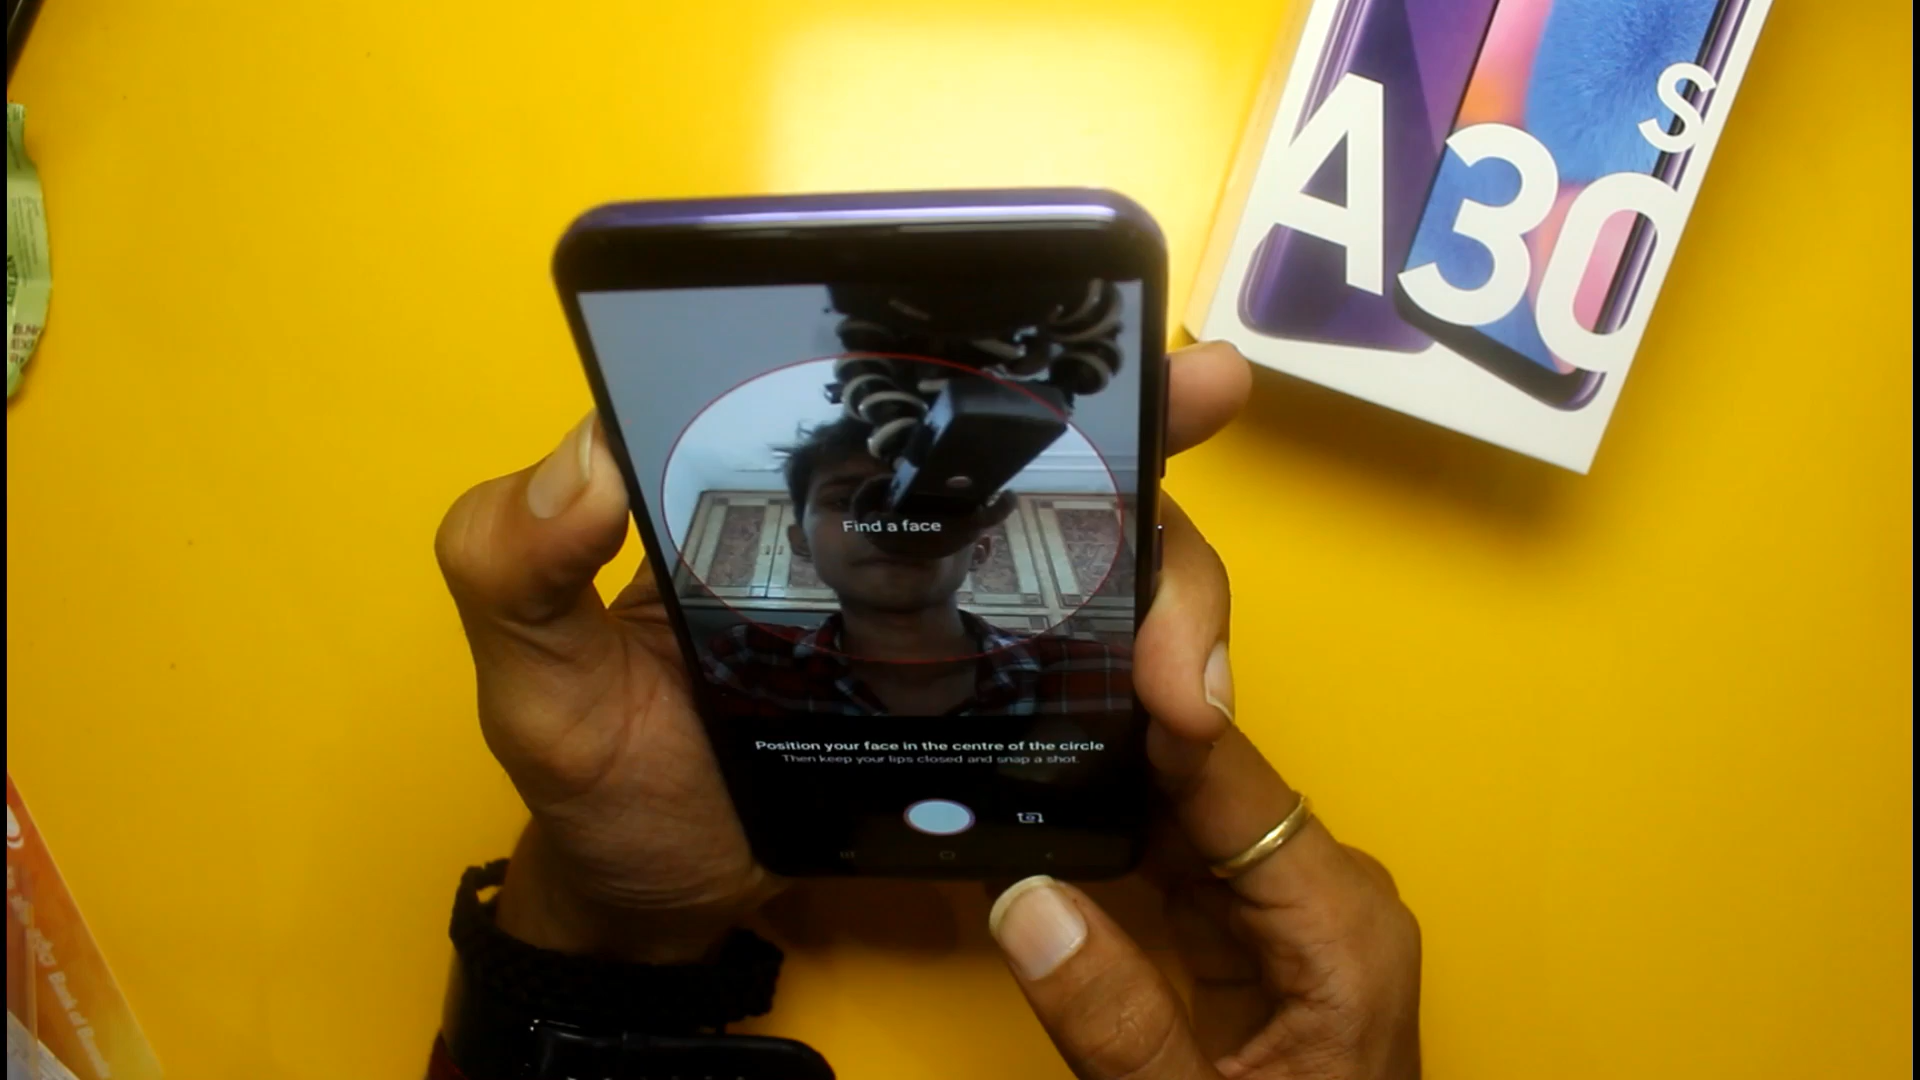 A30s
Find a face
Position your face in the centre of the circle
Then keep your lips closed and snap a shot.
B.No